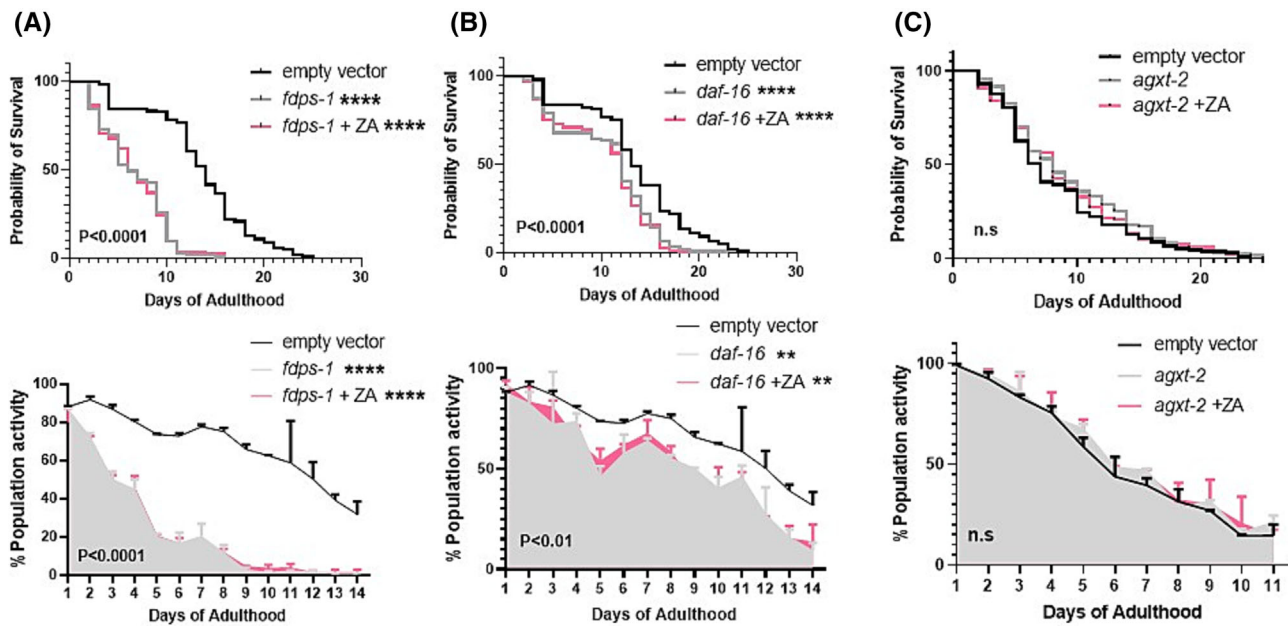 (A)
Probability of Survival
100
50
0
0 10 20 30
Days of Adulthood
empty vector
fdps-1 ****
fdps-1 + ZA ****
P<0.0001
% Population activity
100
80
60
40
20
0
1 2 3 4 5 6 7 8 9 10 11 12 13 14
Days of Adulthood
empty vector
fdps-1 ****
fdps-1 + ZA ****
P<0.0001
(B)
Probability of Survival
100
50
0
0 10 20 30
Days of Adulthood
empty vector
daf-16 ****
daf-16 +ZA ****
P<0.0001
% Population activity
100
50
0
1 2 3 4 5 6 7 8 9 10 11 12 13 14
Days of Adulthood
empty vector
daf-16 **
daf-16 +ZA **
P<0.01
(C)
Probability of Survival
100
50
0
0 10 20
Days of Adulthood
empty vector
agxt-2
agxt-2 +ZA
n.s
% Population activity
100
50
0
1 2 3 4 5 6 7 8 9 10 11
Days of Adulthood
empty vector
agxt-2
agxt-2 +ZA
n.s